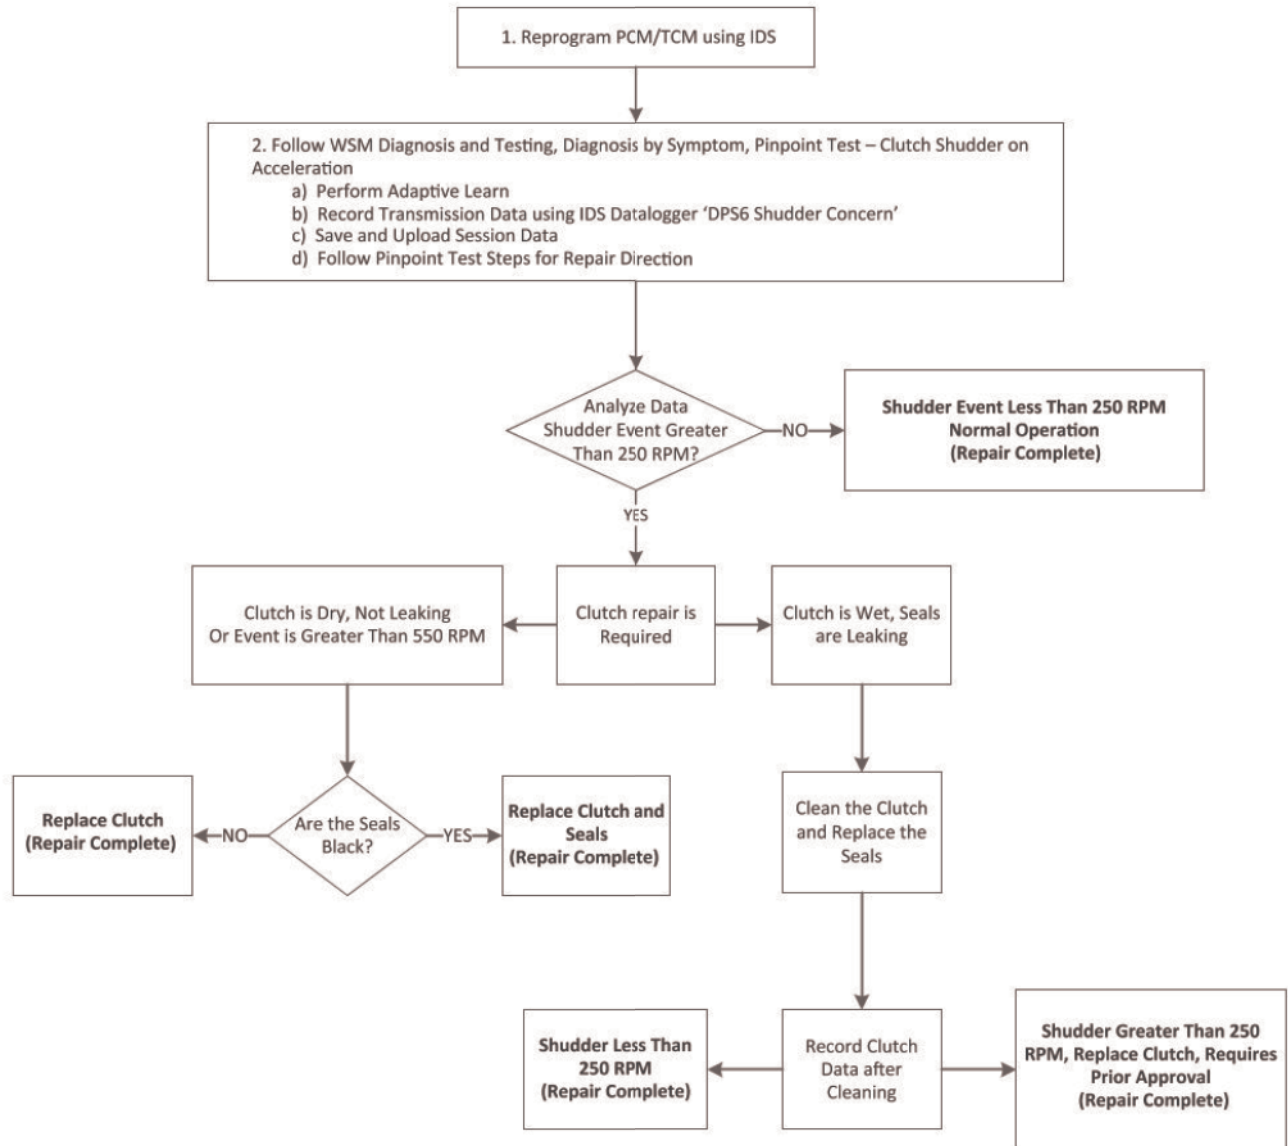 1. Reprogram PCM/TCM using IDS
2. Follow WSM Diagnosis and Testing, Diagnosis by Symptom, Pinpoint Test – Clutch Shudder on
Acceleration
a) Perform Adaptive Learn
b) Record Transmission Data using IDS Datalogger ‘DPS6 Shudder Concern’
c) Save and Upload Session Data
d) Follow Pinpoint Test Steps for Repair Direction
Analyze Data
Shudder Event Greater
Than 250 RPM?
NO
Shudder Event Less Than 250 RPM
Normal Operation
(Repair Complete)
YES
Clutch is Dry, Not Leaking
Or Event is Greater Than 550 RPM
Clutch repair is
Required
Clutch is Wet, Seals
are Leaking
Replace Clutch
(Repair Complete)
NO
Are the Seals
Black?
YES
Replace Clutch and
Seals
(Repair Complete)
Clean the Clutch
and Replace the
Seals
Shudder Less Than
250 RPM
(Repair Complete)
Record Clutch
Data after
Cleaning
Shudder Greater Than 250
RPM, Replace Clutch, Requires
Prior Approval
(Repair Complete)